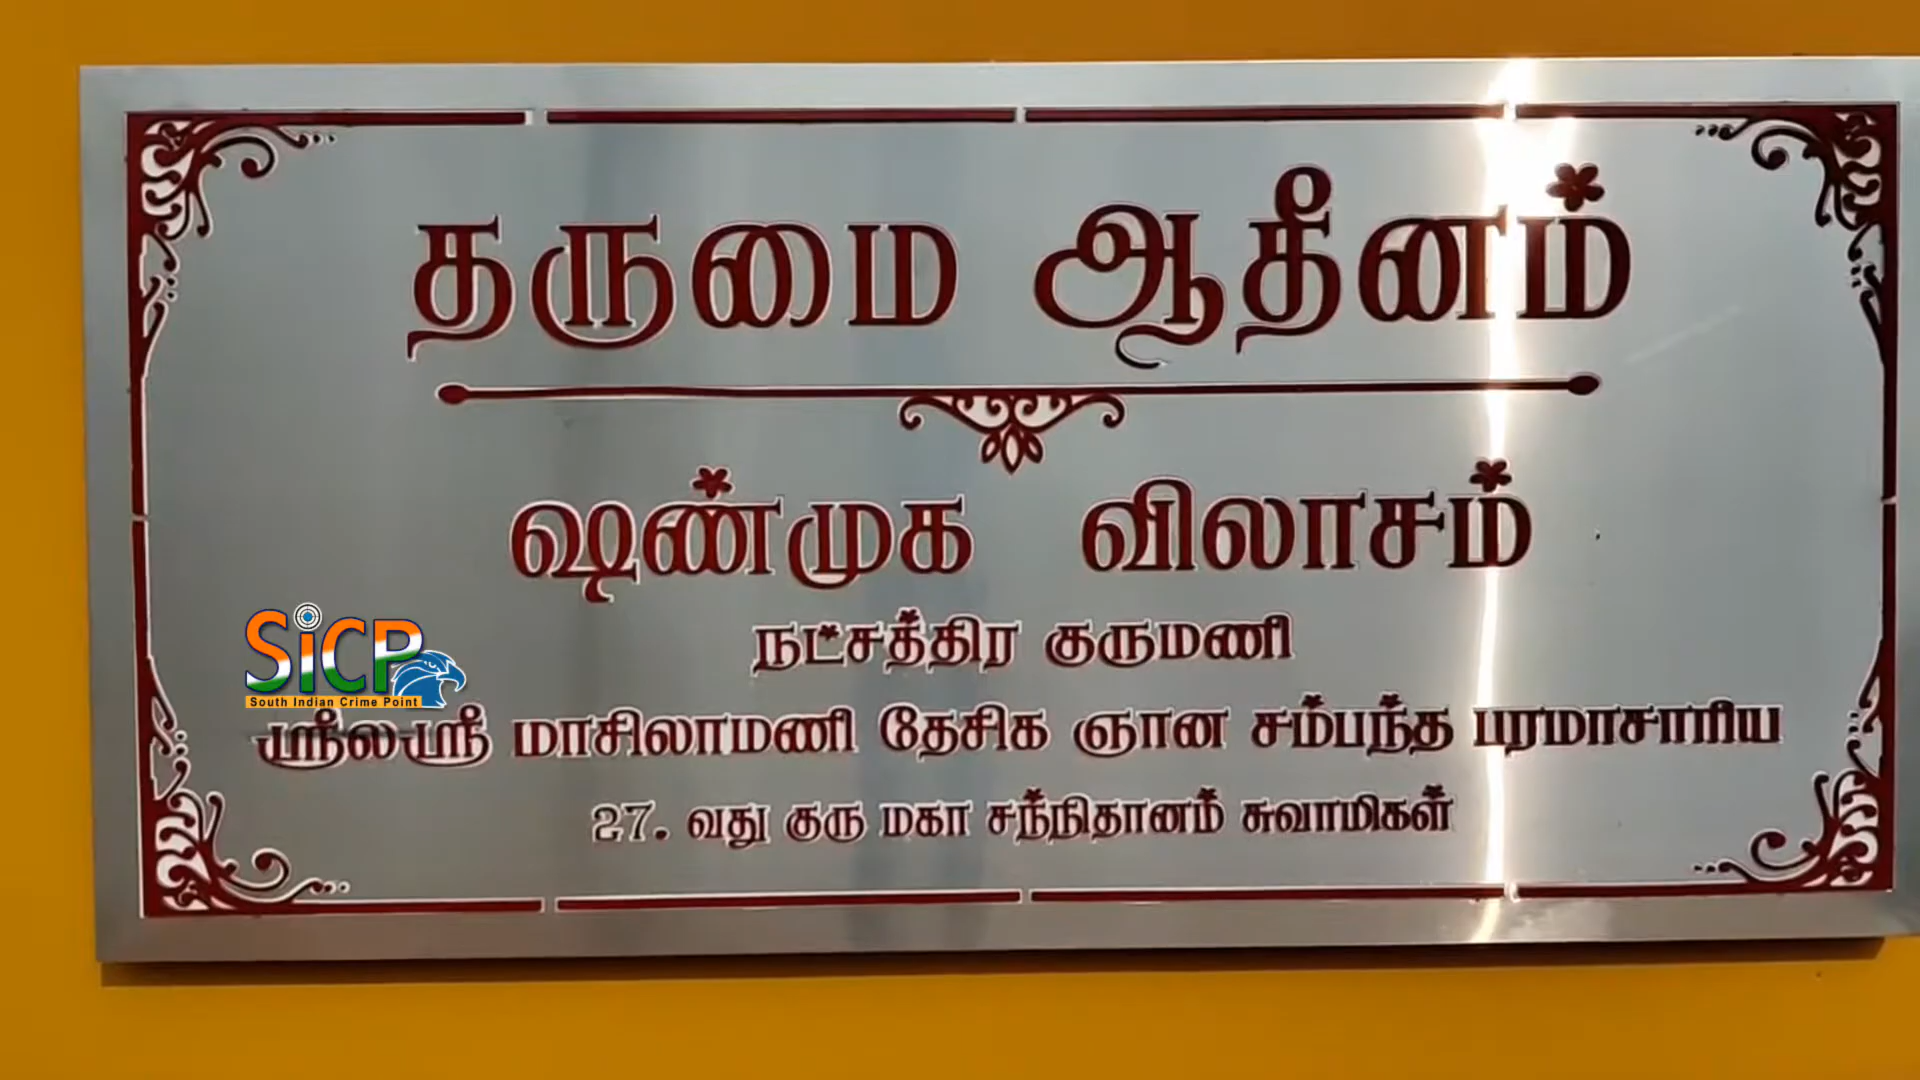 தருமை ஆதீனம்
ஷண்முக விலாசம்
நட்சத்திர குருமணி
SiCP
South Indian Crime Point
ஸ்ரீலஸ்ரீ மாசிலாமணி தேசிக ஞான சம்பந்த பரமாசாரிய
27. வது குரு மகா சந்நிதானம் சுவாமிகள்